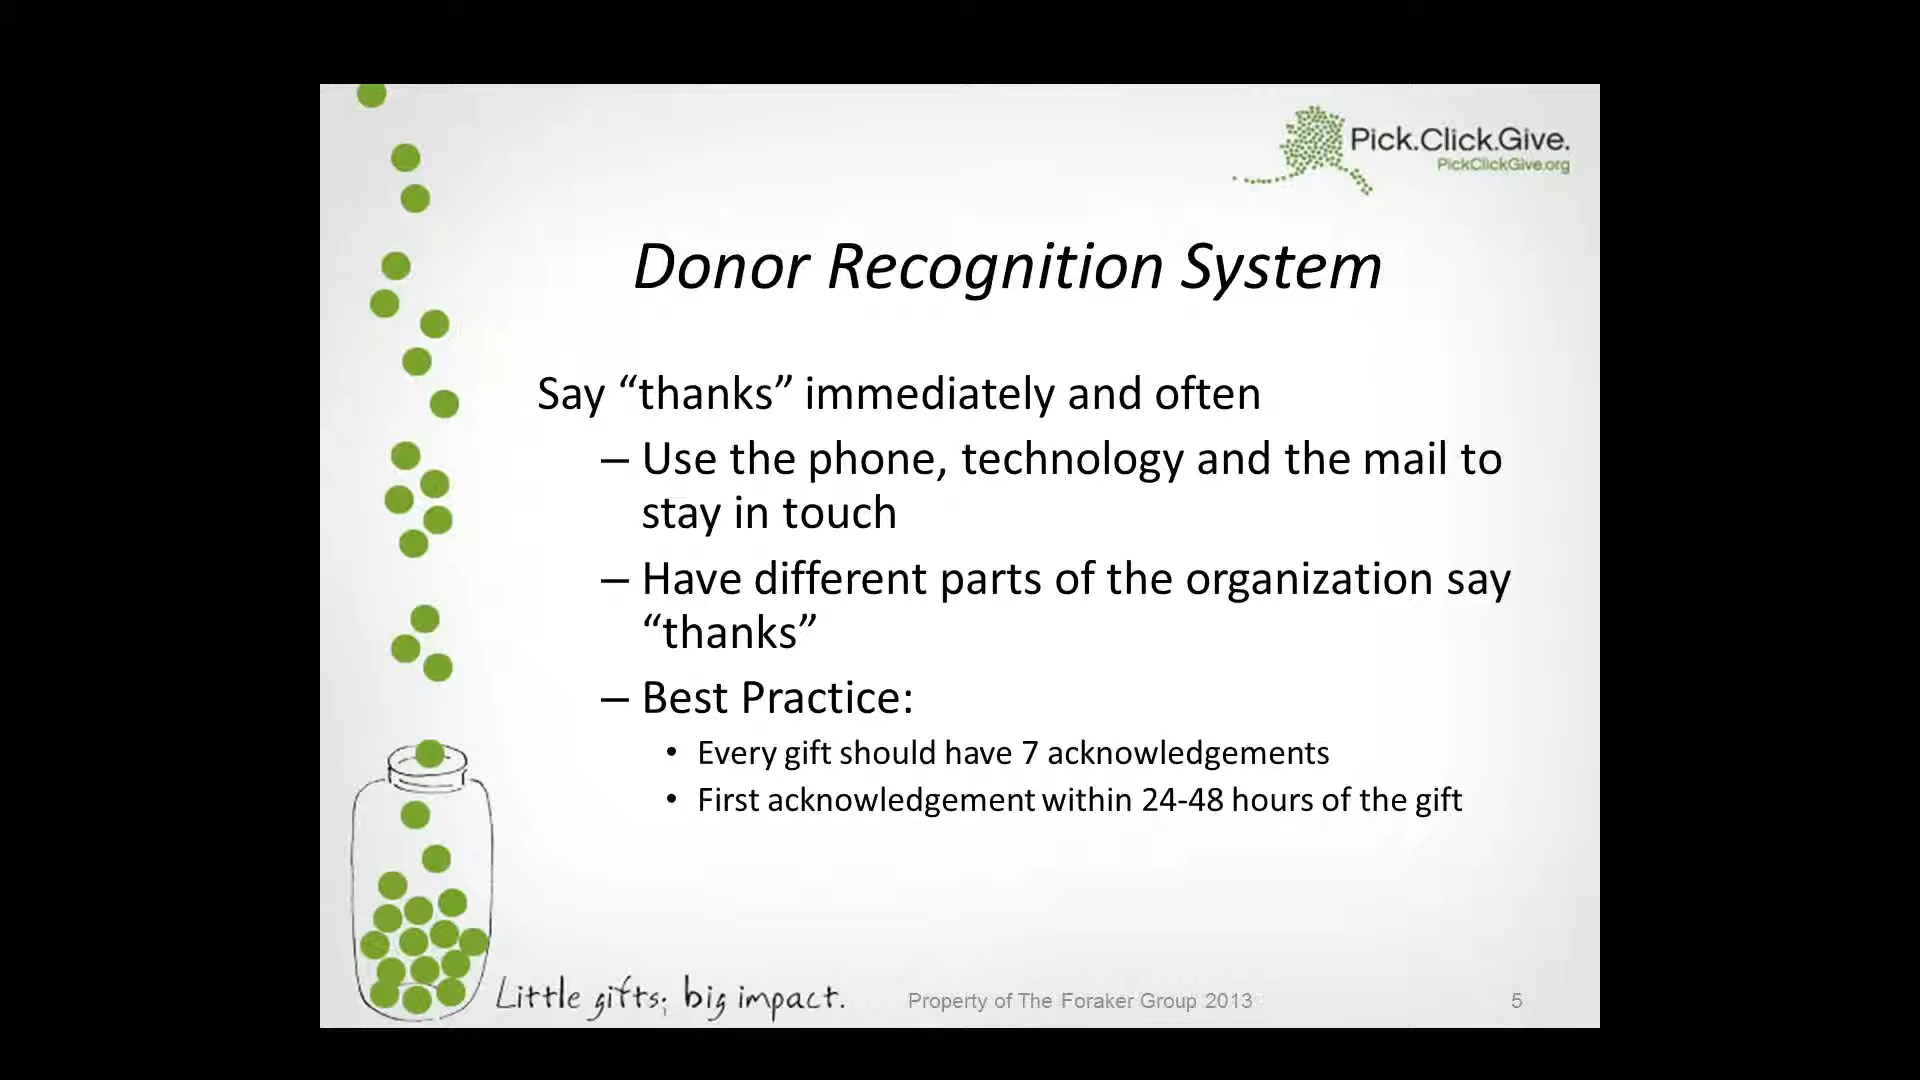 Pick.Click.Give.
PickClickGive.org
Donor Recognition System
Say “thanks” immediately and often
– Use the phone, technology and the mail to
stay in touch
– Have different parts of the organization say
“thanks”
– Best Practice:
• Every gift should have 7 acknowledgements
• First acknowledgement within 24-48 hours of the gift
Little gifts; big impact.
Property of The Foraker Group 2013
5